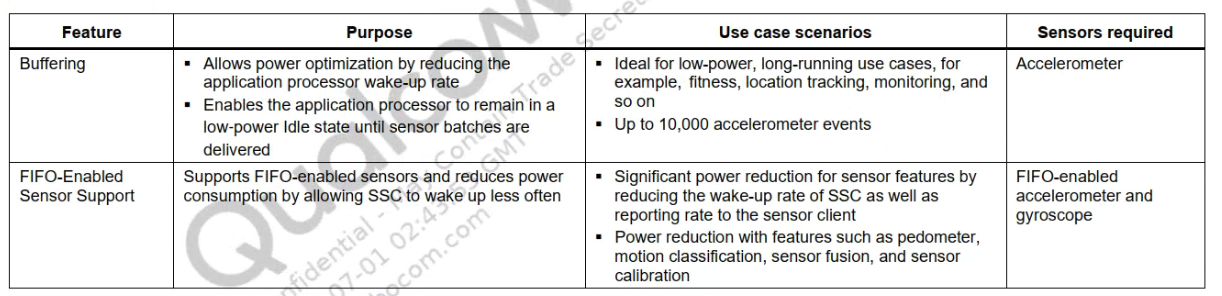 Feature Purpose Use case scenarios Sensors required
Buffering
▪ Allows power optimization by reducing the
application processor wake-up rate
▪ Enables the application processor to remain in a
low-power Idle state until sensor batches are
delivered
▪ Ideal for low-power, long-running use cases, for
example, fitness, location tracking, monitoring, and
so on
▪ Up to 10,000 accelerometer events
Accelerometer
FIFO-Enabled
Sensor Support
Supports FIFO-enabled sensors and reduces power
consumption by allowing SSC to wake up less often
▪ Significant power reduction for sensor features by
reducing the wake-up rate of SSC as well as
reporting rate to the sensor client
▪ Power reduction with features such as pedometer,
motion classification, sensor fusion, and sensor
calibration
FIFO-enabled
accelerometer and
gyroscope
Qualcom
nfidential - May Contain Trade Secre
07-01 02:43:53 GMT
ocom.com